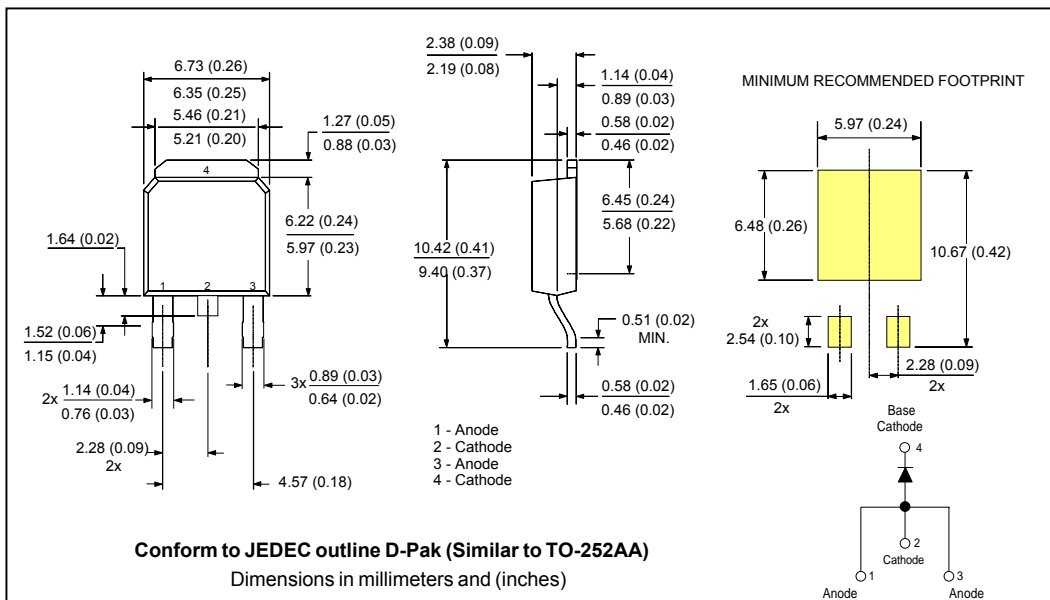 6.73 (0.26)
6.35 (0.25)
5.46 (0.21)
5.21 (0.20)
1.27 (0.05)
0.88 (0.03)
4
6.22 (0.24)
5.97 (0.23)
1.64 (0.02)
1
2
3
1.52 (0.06)
1.15 (0.04)
2x
1.14 (0.04)
0.76 (0.03)
3x
0.89 (0.03)
0.64 (0.02)
2.28 (0.09)
2x
4.57 (0.18)
2.38 (0.09)
2.19 (0.08)
1.14 (0.04)
0.89 (0.03)
0.58 (0.02)
0.46 (0.02)
6.45 (0.24)
5.68 (0.22)
10.42 (0.41)
9.40 (0.37)
0.51 (0.02)
MIN.
0.58 (0.02)
0.46 (0.02)
1 - Anode
2 - Cathode
3 - Anode
4 - Cathode
MINIMUM RECOMMENDED FOOTPRINT
5.97 (0.24)
6.48 (0.26)
10.67 (0.42)
2x
2.54 (0.10)
2.28 (0.09)
2x
1.65 (0.06)
2x
Base
Cathode
4
2
Cathode
1
3
Anode
Anode
Conform to JEDEC outline D-Pak (Similar to TO-252AA)
Dimensions in millimeters and (inches)